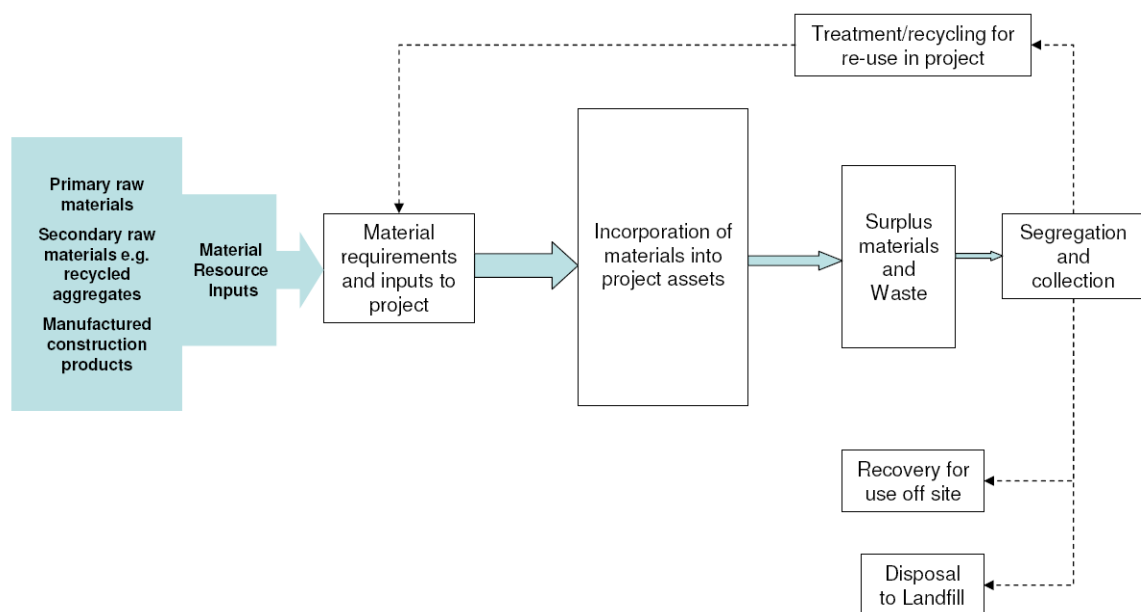 Treatment/recycling for
re-use in project
Primary raw
materials
Secondary raw
materials e.g.
recycled
aggregates
Manufactured
construction
products
Material
Resource
Inputs
Material
requirements
and inputs to
project
Incorporation of
materials into
project assets
Surplus
materials
and
Waste
Segregation
and
collection
Recovery for
use off site
Disposal
to Landfill